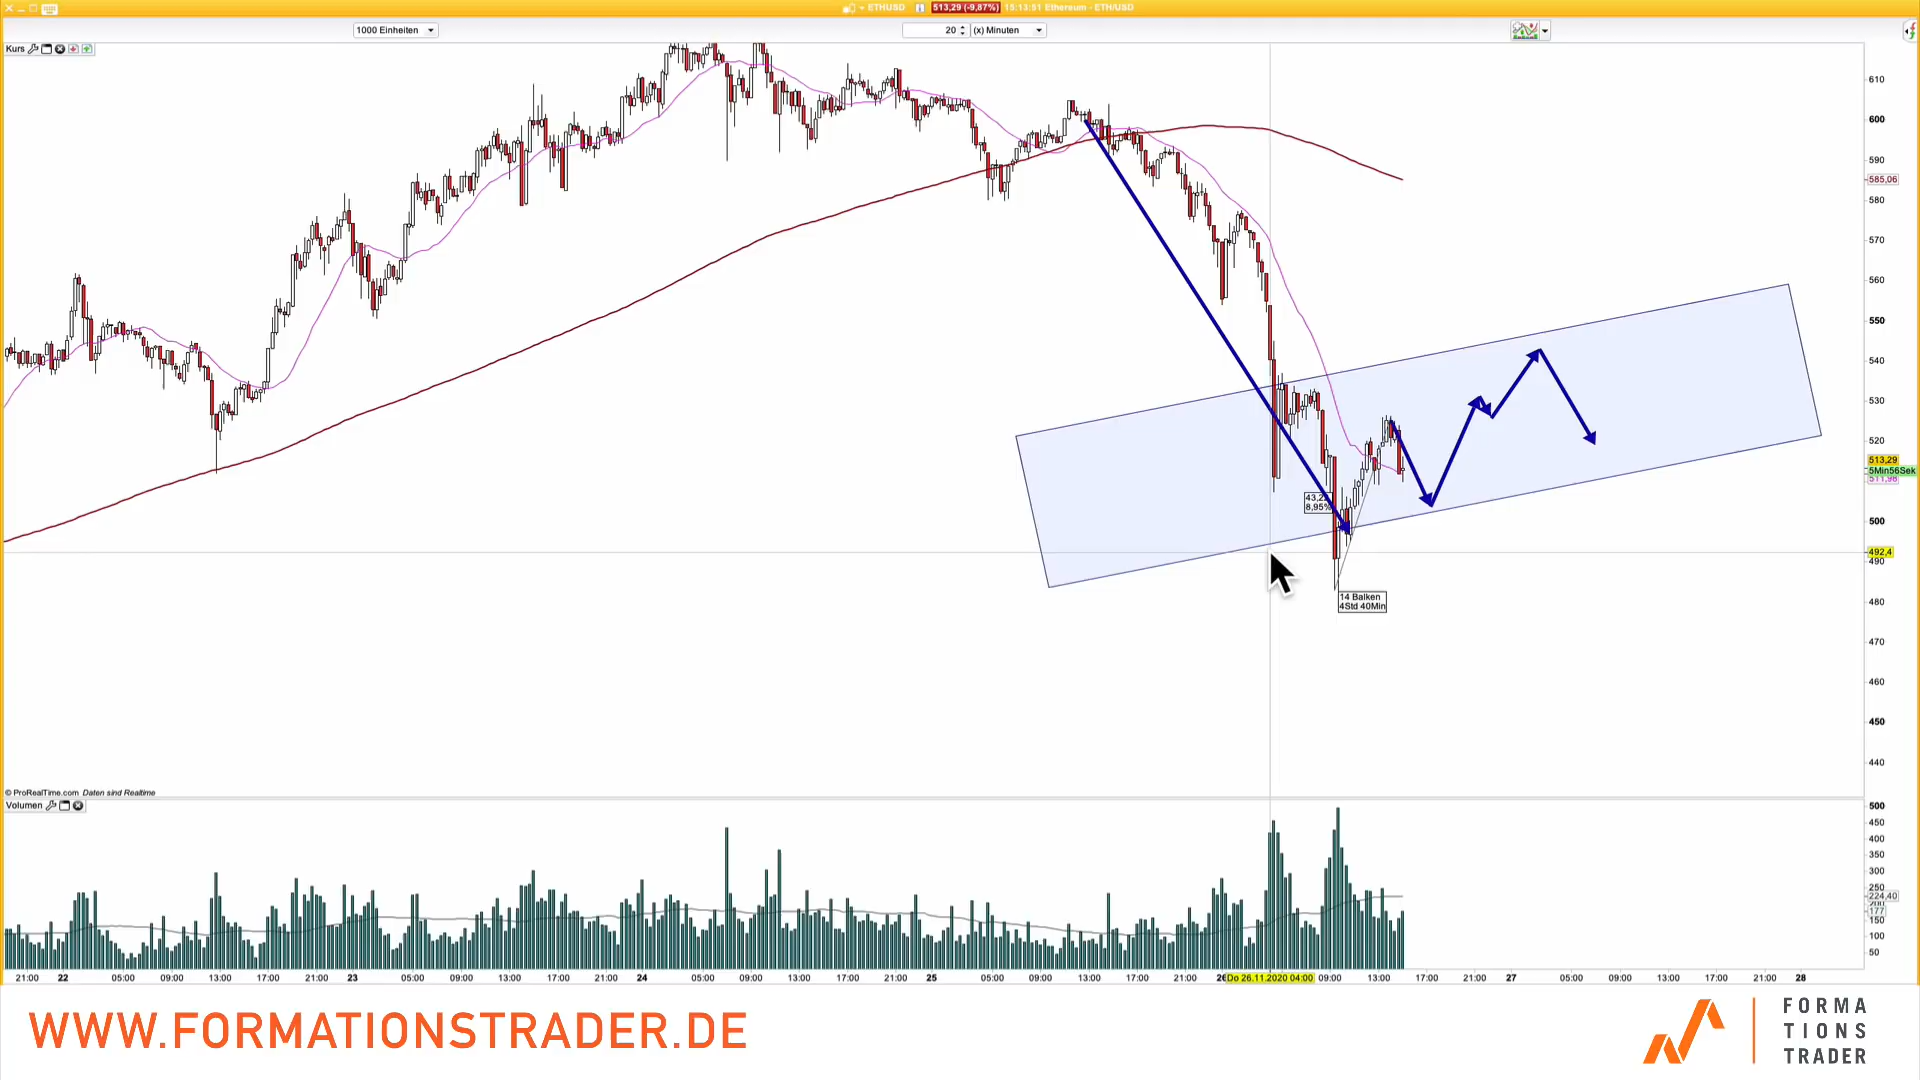 ETHUSD 513,29 (-9,87%) 15:13:51 Ethereum - ETH/USD
1000 Einheiten 20 (x) Minuten
Kurs
610
600
590
585,06
580
570
560
550
540
530
520
513,29
5Min56Sek
511,98
500
492,4
490
480
470
460
450
440
8,95%
14 Balken
4Std 40Min
© ProRealTime.com Daten sind Realtime
Volumen
500
450
400
350
300
250
224,40
200
177
150
100
50
21:00 22 05:00 09:00 13:00 17:00 21:00 23 05:00 09:00 13:00 17:00 21:00 24 05:00 09:00 13:00 17:00 21:00 25 05:00 09:00 13:00 17:00 21:00 Do 26.11.2020 04:00 09:00 13:00 17:00 21:00 27 05:00 09:00 13:00 17:00 21:00 28
WWW.FORMATIONSTRADER.DE
FORMA
TIONS
TRADER